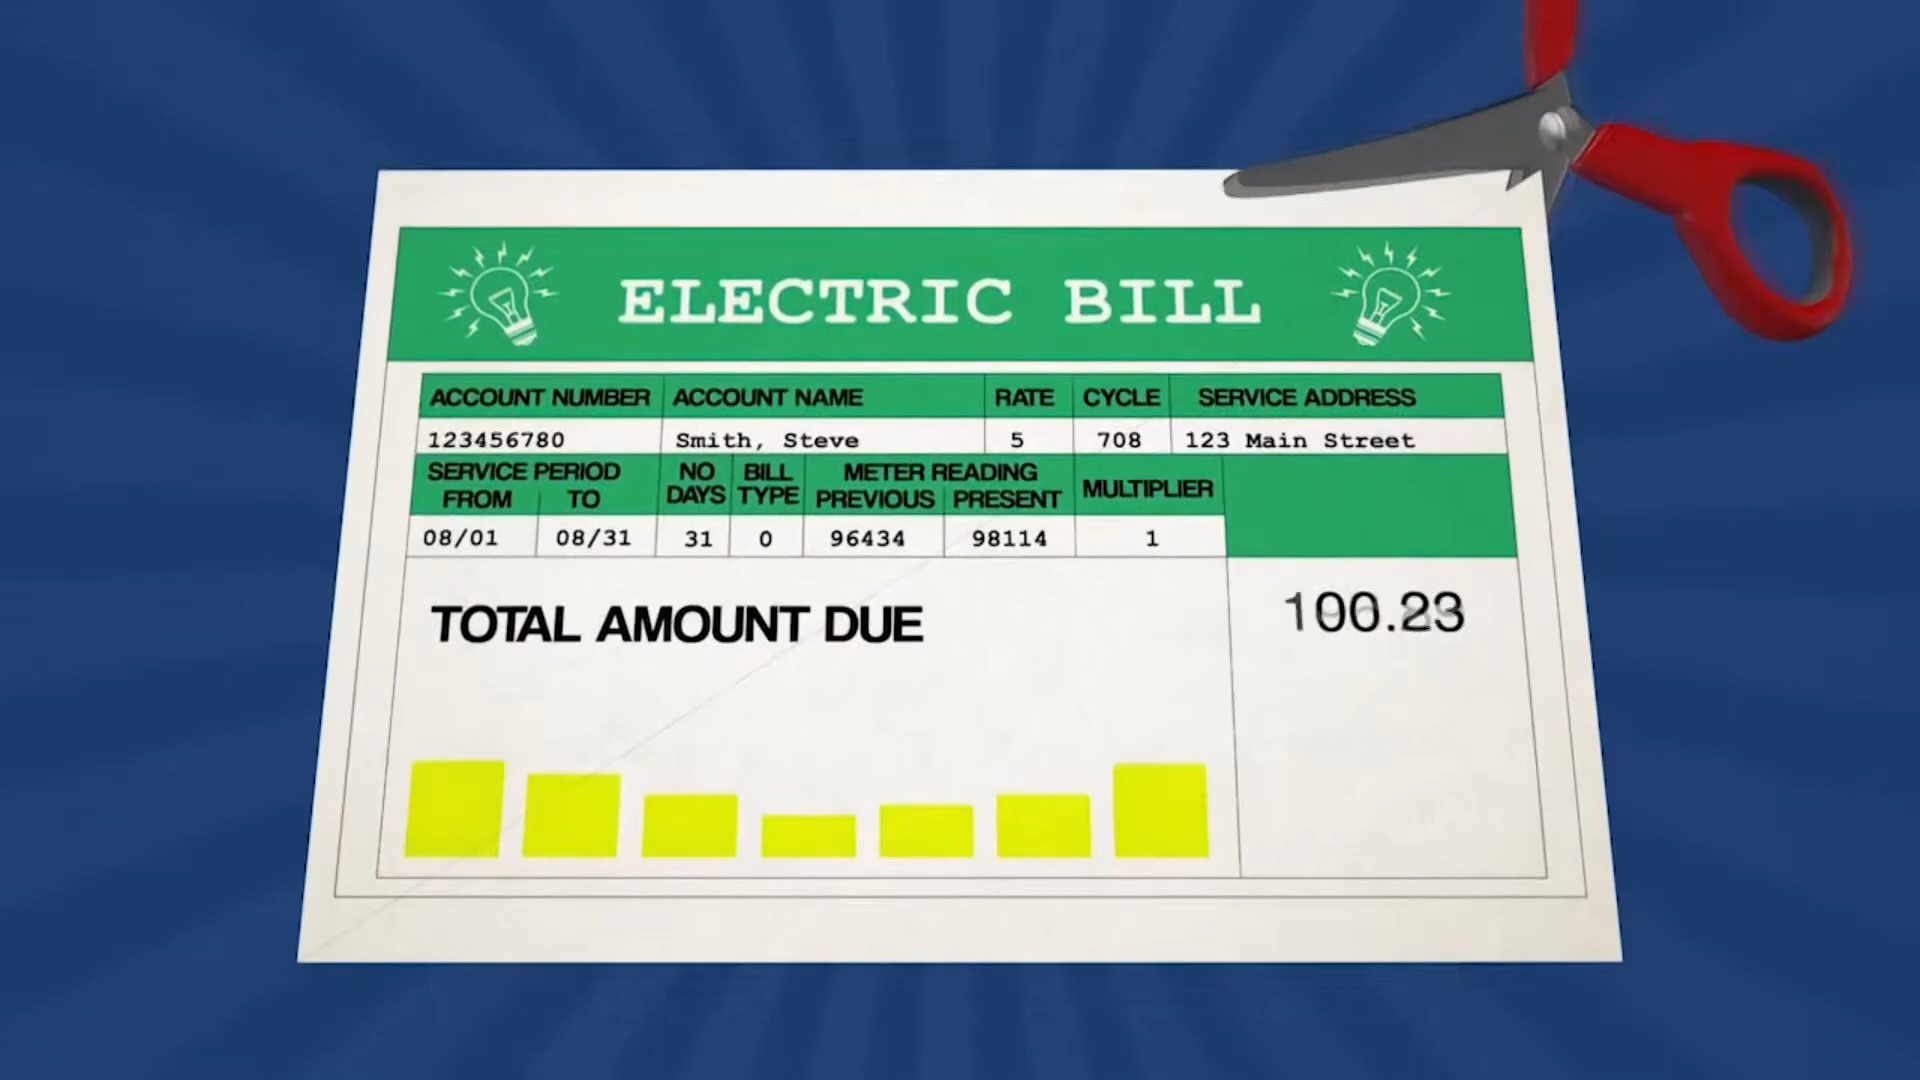 ELECTRIC BILL
ACCOUNT NUMBER ACCOUNT NAME RATE CYCLE SERVICE ADDRESS
123456780 Smith, Steve 5 708 123 Main Street
SERVICE PERIOD NO BILL METER READING MULTIPLIER
FROM TO DAYS TYPE PREVIOUS PRESENT
08/01 08/31 31 0 96434 98114 1
TOTAL AMOUNT DUE 100.23